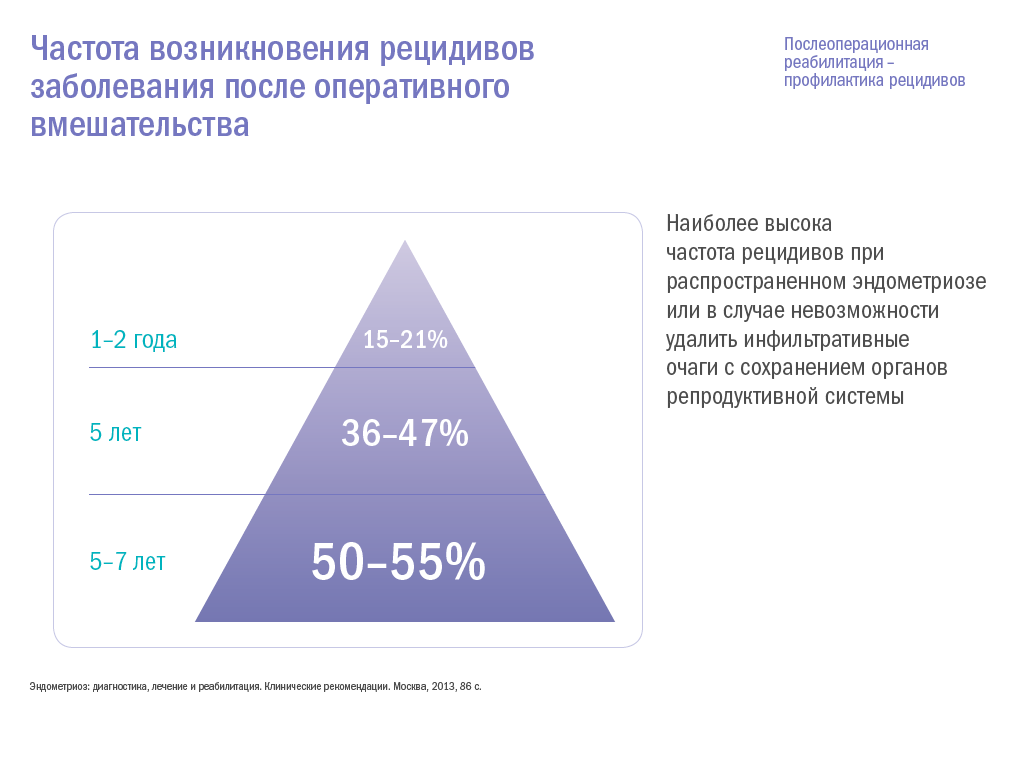 Частота возникновения рецидивов
заболевания после оперативного
вмешательства
Послеоперационная
реабилитация –
профилактика рецидивов
1–2 года
15–21%
5 лет
36–47%
5–7 лет
50–55%
Наиболее высока
частота рецидивов при
распространенном эндометриозе
или в случае невозможности
удалить инфильтративные
очаги с сохранением органов
репродуктивной системы
Эндометриоз: диагностика, лечение и реабилитация. Клинические рекомендации. Москва, 2013, 86 с.